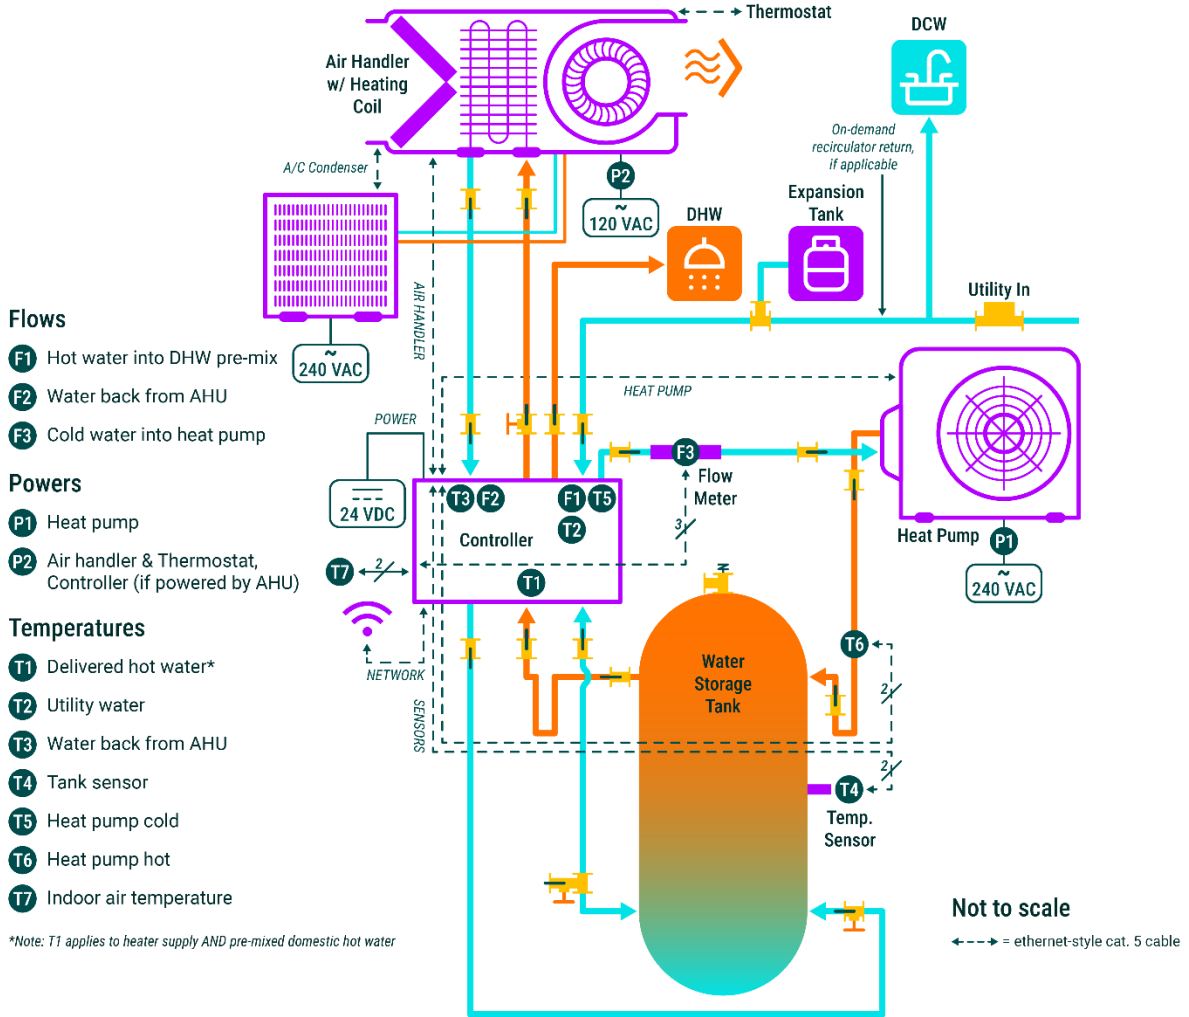 Thermostat
DCW
Air Handler
w/ Heating
Coil
On-demand
recirculator return,
if applicable
A/C Condenser
P2
~
120 VAC
DHW
Expansion
Tank
Utility In
AIR HANDLER
~
240 VAC
HEAT PUMP
POWER
24 VDC
T3
F2
F1
T5
T2
Controller
T1
F3
Flow
Meter
3
Heat Pump
P1
~
240 VAC
T7
2
NETWORK
SENSORS
Water
Storage
Tank
T6
2
2
T4
Temp.
Sensor
Flows
F1 Hot water into DHW pre-mix
F2 Water back from AHU
F3 Cold water into heat pump
Powers
P1 Heat pump
P2 Air handler & Thermostat,
Controller (if powered by AHU)
Temperatures
T1 Delivered hot water*
T2 Utility water
T3 Water back from AHU
T4 Tank sensor
T5 Heat pump cold
T6 Heat pump hot
T7 Indoor air temperature
*Note: T1 applies to heater supply AND pre-mixed domestic hot water
Not to scale
= ethernet-style cat. 5 cable